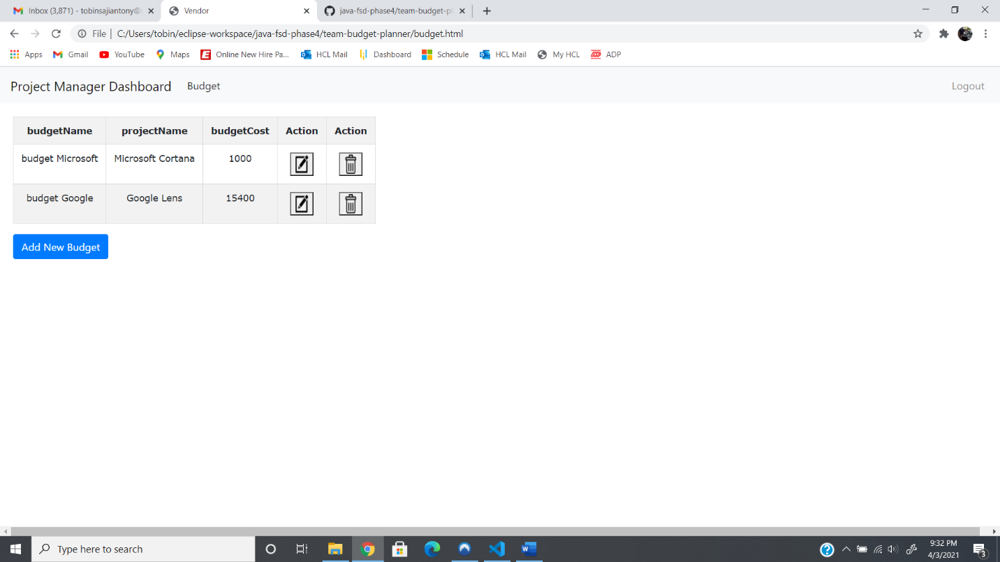 Inbox (3,871) - tobinsajiantony@
Vendor
java-fsd-phase4/team-budget-pl
File
C:/Users/tobin/eclipse-workspace/java-fsd-phase4/team-budget-planner/budget.html
Apps Gmail YouTube Maps Online New Hire Pa... HCL Mail Dashboard Schedule HCL Mail My HCL ADP
Project Manager Dashboard Budget Logout
budgetName projectName budgetCost Action Action
budget Microsoft Microsoft Cortana 1000
budget Google Google Lens 15400
Add New Budget
Type here to search
9:32 PM
4/3/2021
3